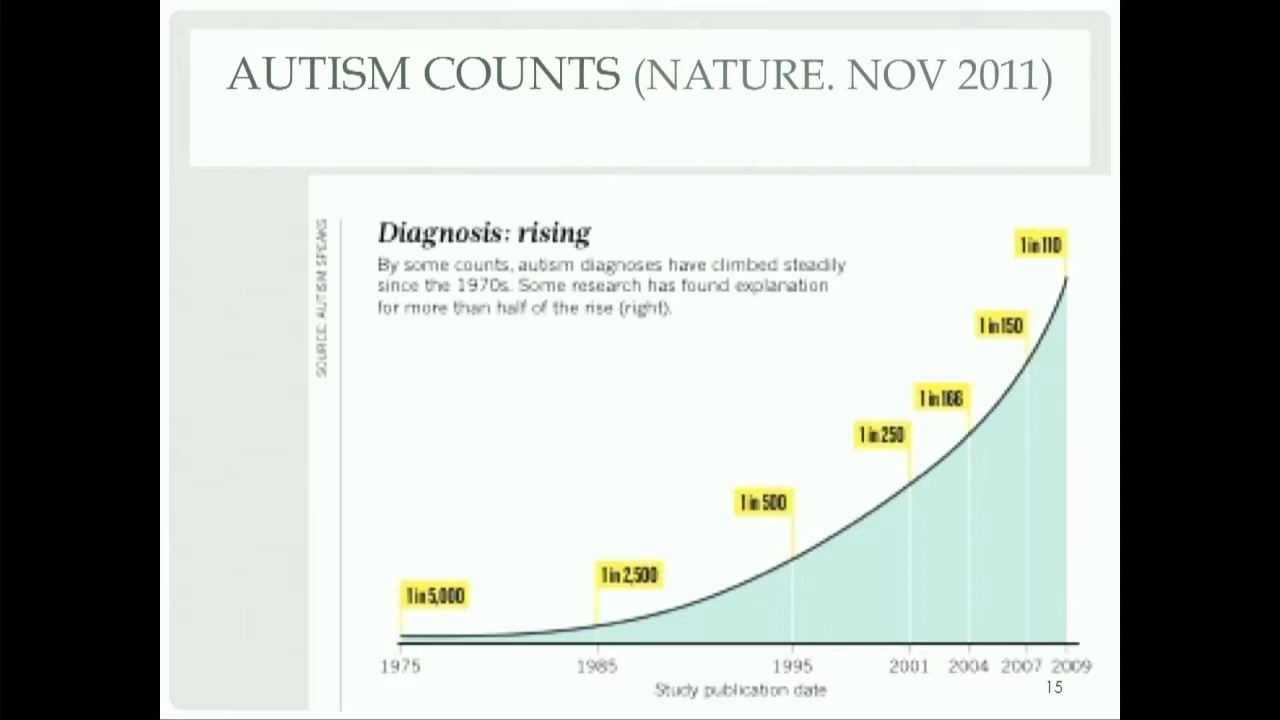 AUTISM COUNTS (NATURE. NOV 2011)
SOURCE: AUTISM SPEAKS
Diagnosis: rising
By some counts, autism diagnoses have climbed steadily
since the 1970s. Some research has found explanation
for more than half of the rise (right).
1 in 110
1 in 150
1 in 166
1 in 250
1 in 500
1 in 2,500
1 in 5,000
1975 1985 1995 2001 2004 2007 2009
Study publication date
15